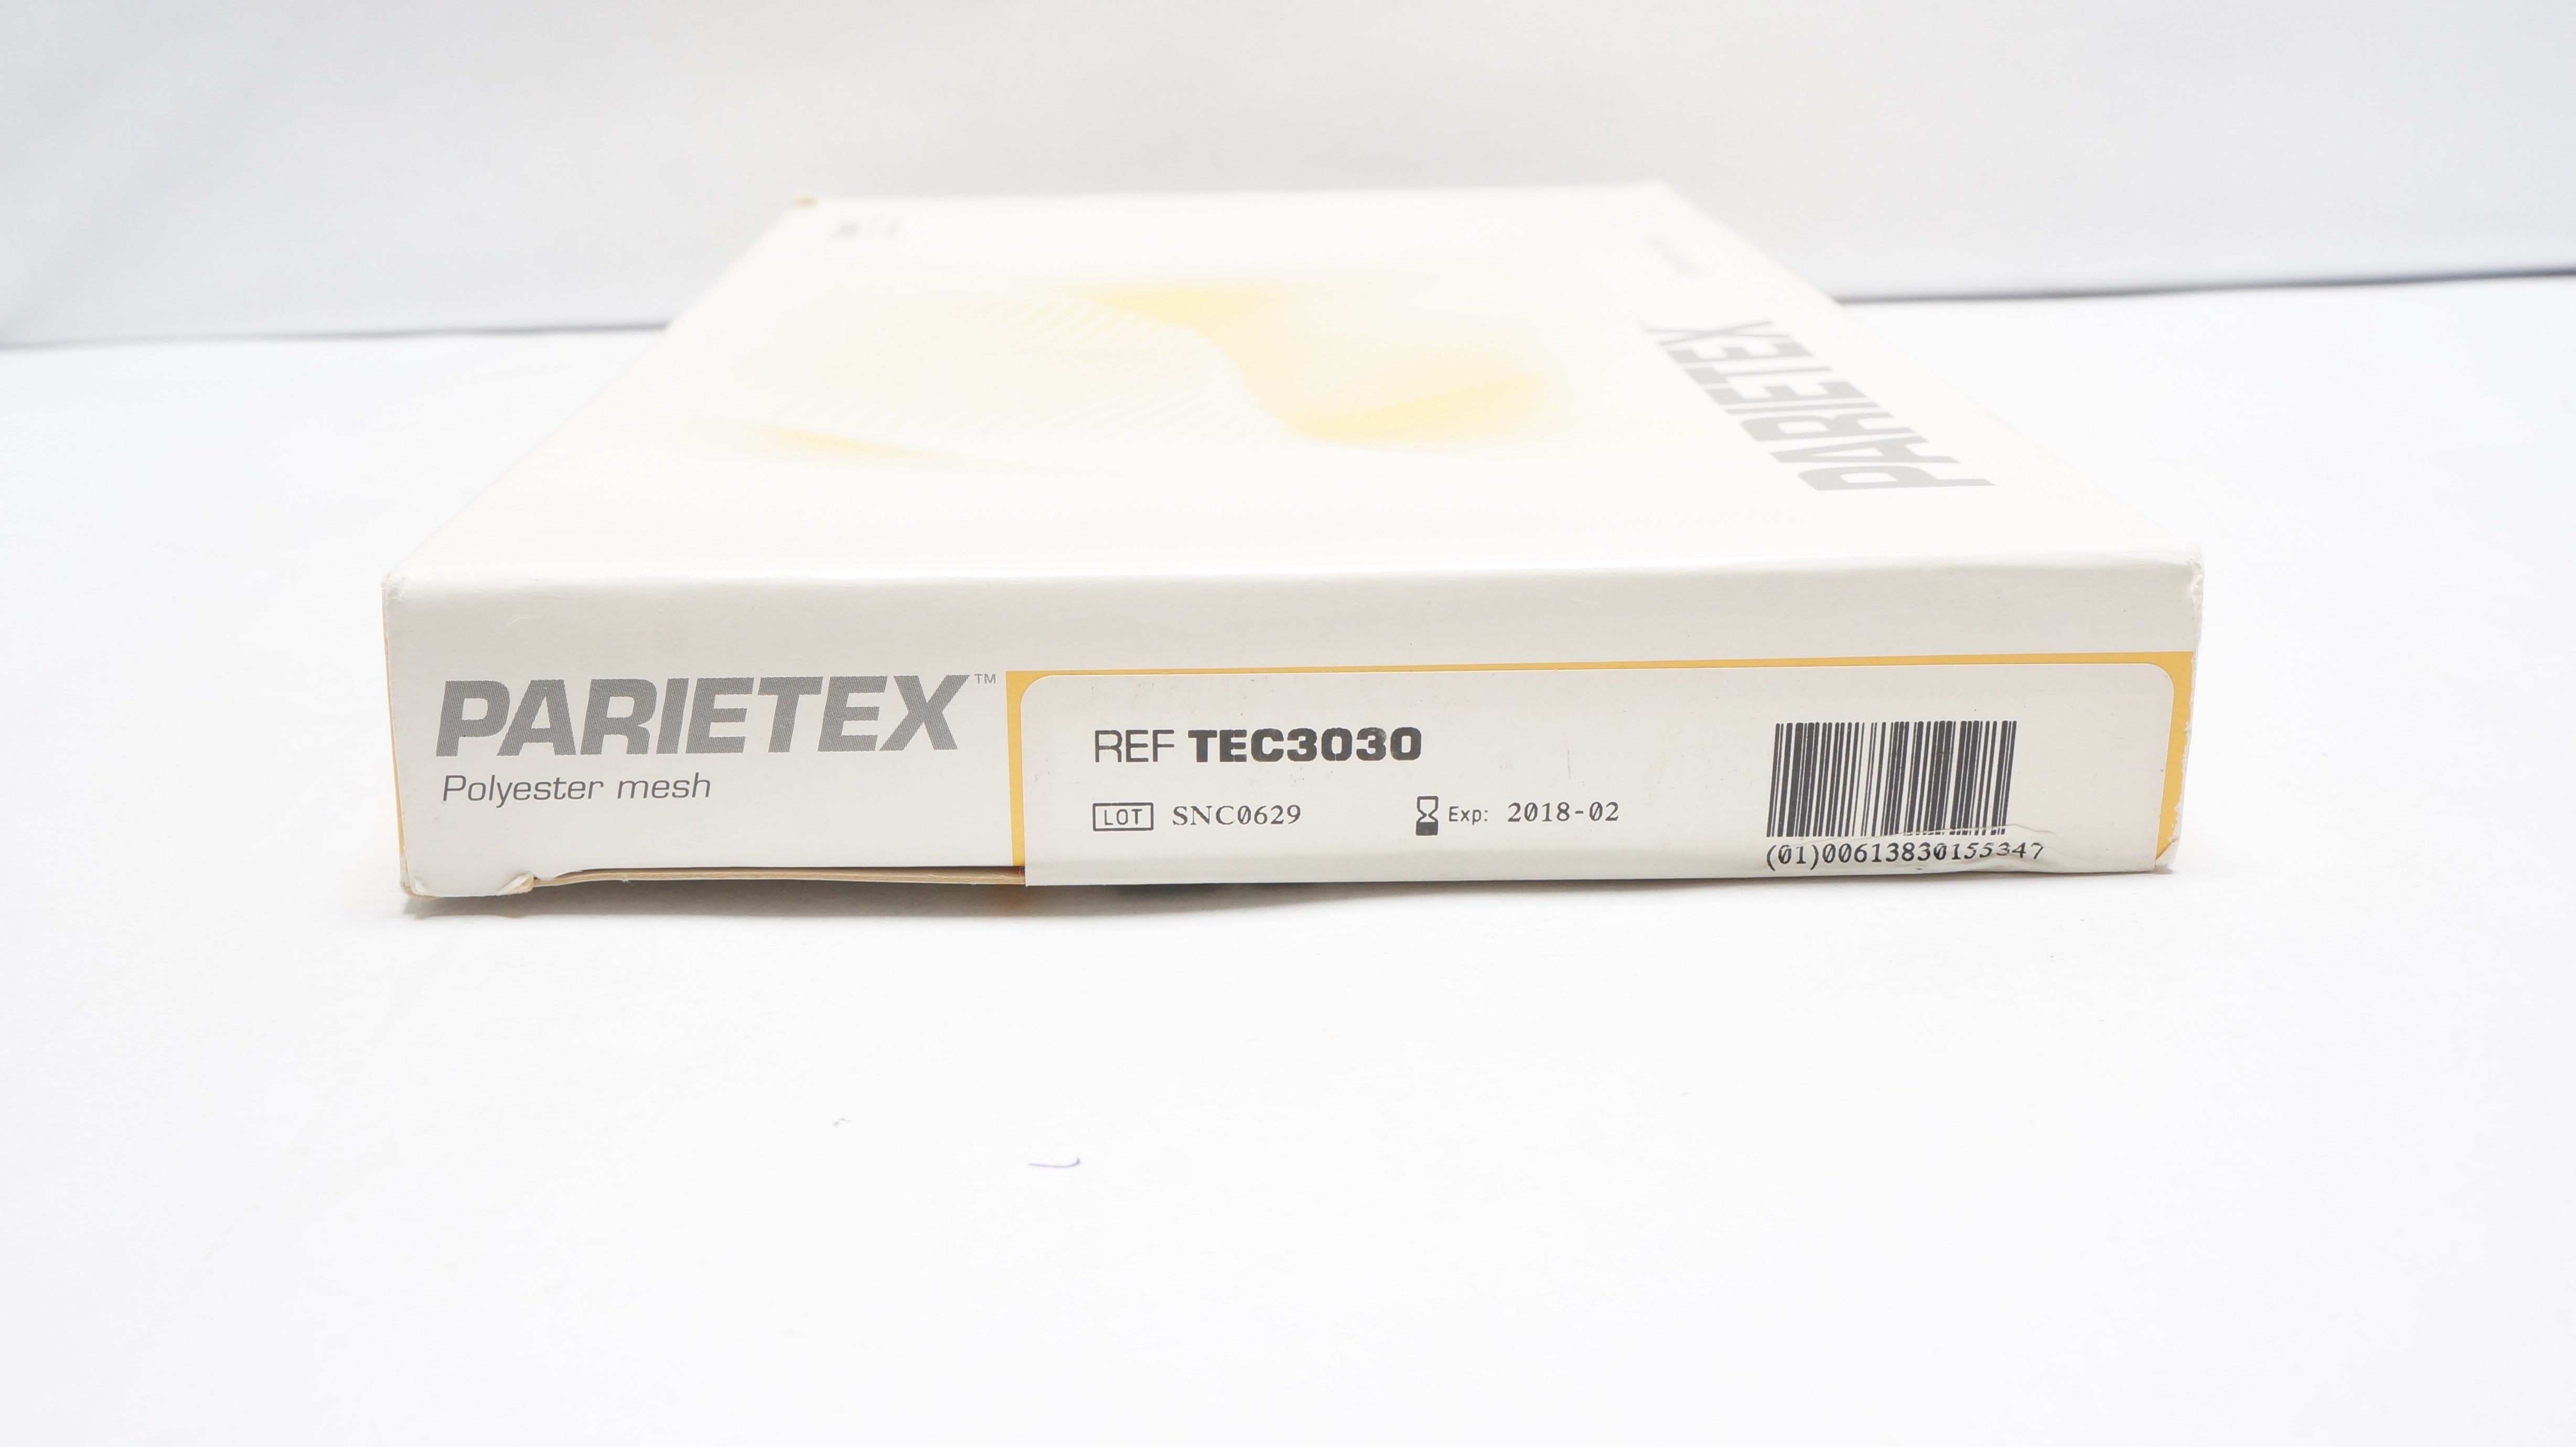 PARIETEX
PARIETEX™
Polyester mesh
REF TEC3030
LOT SNC0629
Exp: 2018-02
(01)00613830155347